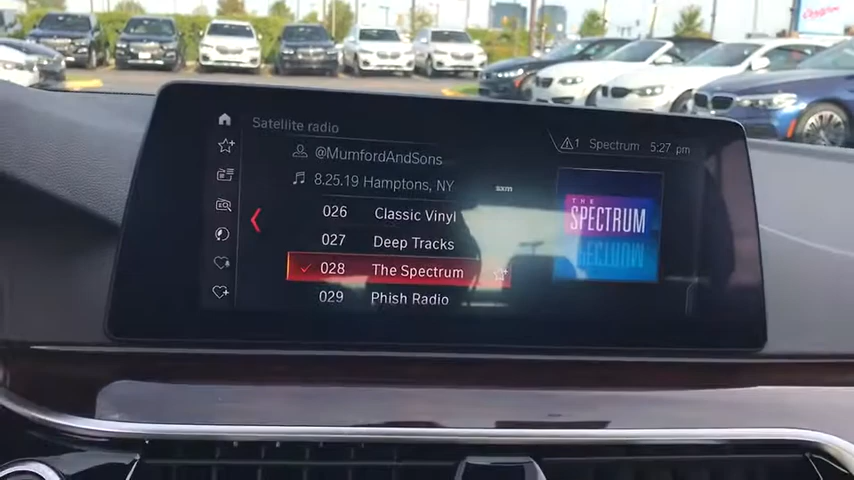 Satellite radio
1 Spectrum 5:27 pm
@MumfordAndSons
8.25.19 Hamptons, NY
sxm
026 Classic Vinyl
027 Deep Tracks
028 The Spectrum
029 Phish Radio
THE
SPECTRUM